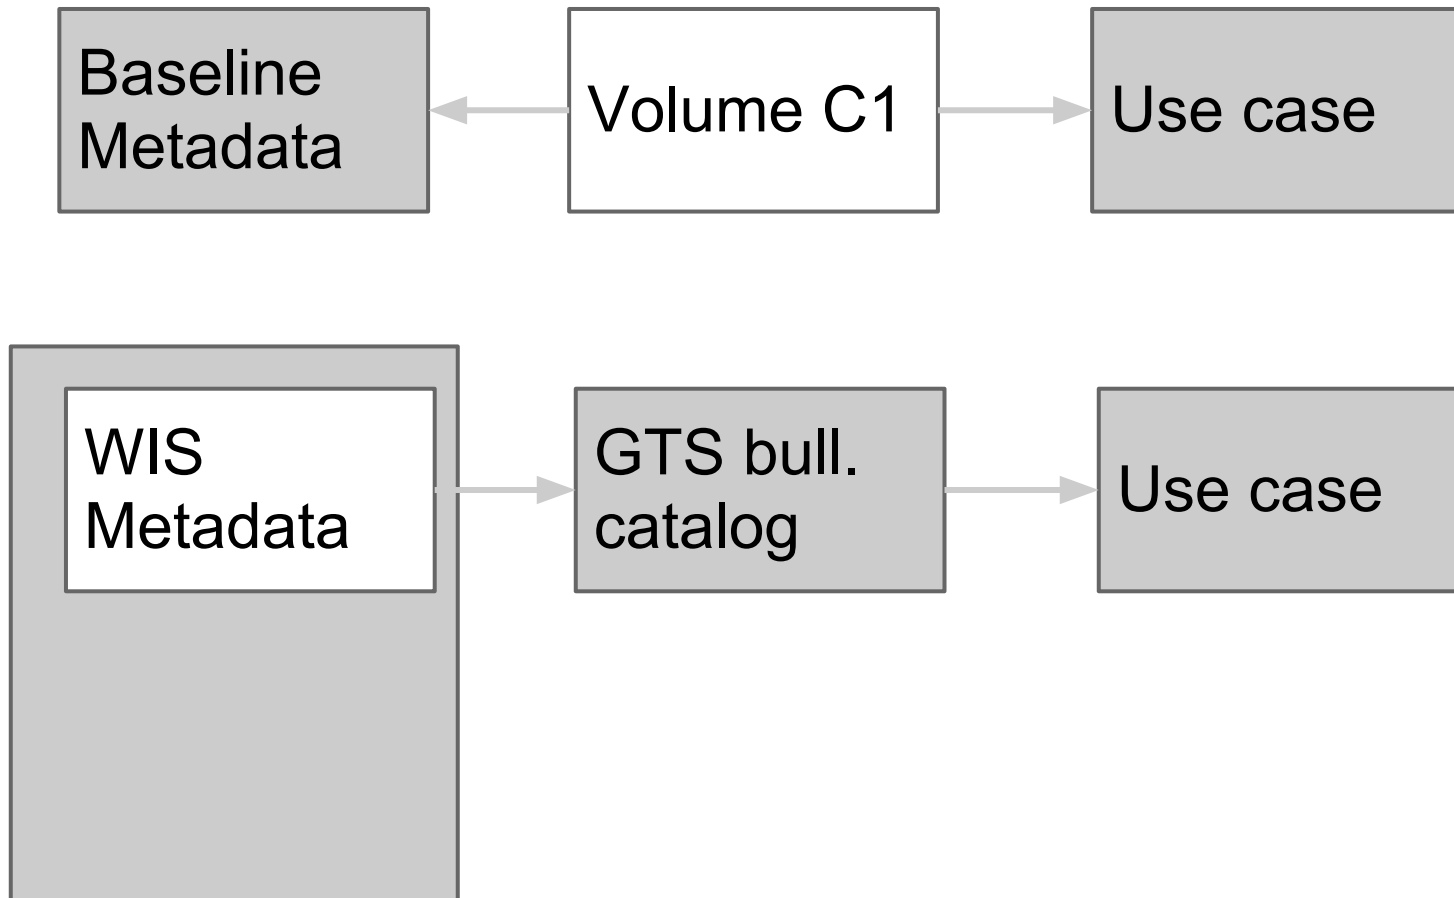 Baseline
Metadata
Volume C1
Use case
WIS
Metadata
GTS bull.
catalog
Use case